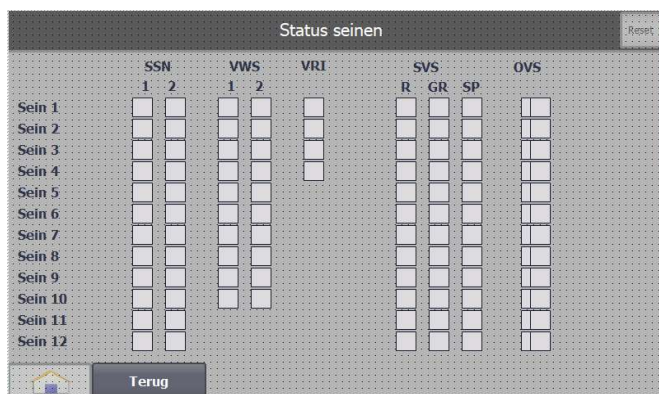 Status seinen Reset
SSN VWS VRI SVS OVS
1 2 1 2 R GR SP
Sein 1
Sein 2
Sein 3
Sein 4
Sein 5
Sein 6
Sein 7
Sein 8
Sein 9
Sein 10
Sein 11
Sein 12
Terug